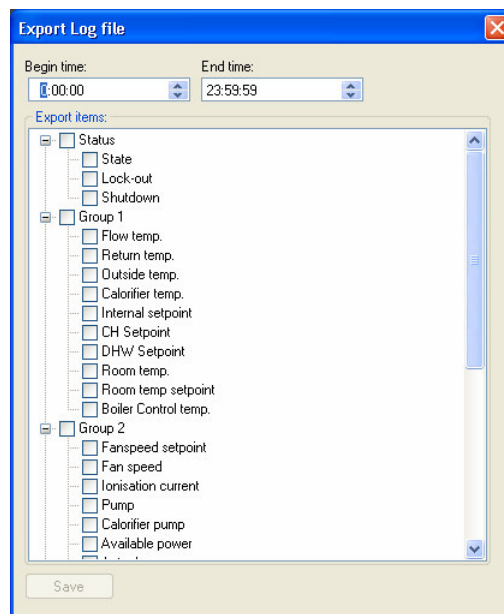 Export Log file
Begin time: End time:
0:00:00 23:59:59
Export items:
Status
State
Lock-out
Shutdown
Group 1
Flow temp.
Return temp.
Outside temp.
Calorifier temp.
Internal setpoint
CH Setpoint
DHW Setpoint
Room temp.
Room temp setpoint
Boiler Control temp.
Group 2
Fanspeed setpoint
Fan speed
Ionisation current
Pump
Calorifier pump
Available power
Save